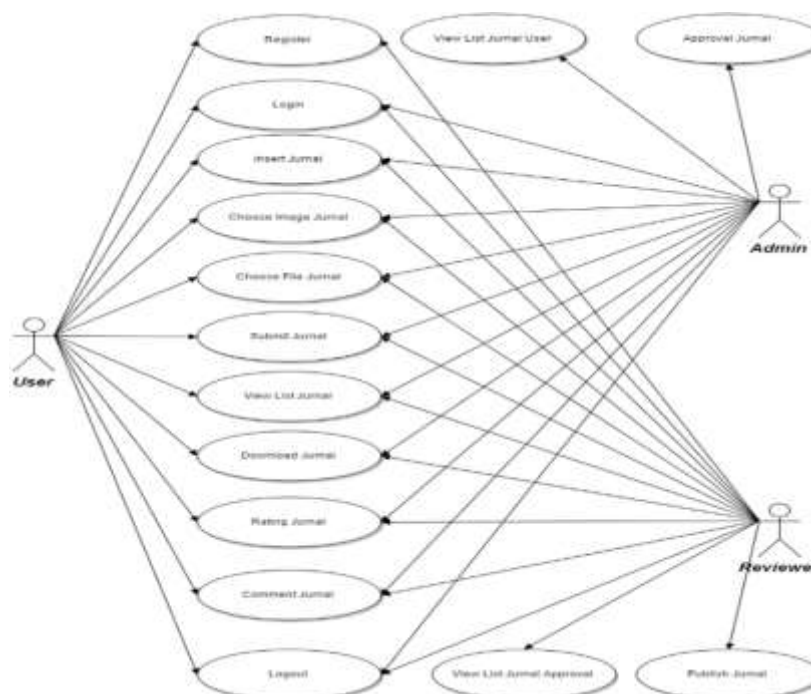 Register
View List Jurnal User
Approval Jurnal
Login
Insert Jurnal
Choose Image Jurnal
Admin
Choose File Jurnal
Submit Jurnal
User
View List Jurnal
Download Jurnal
Rating Jurnal
Reviewe
Comment Jurnal
Logout
View List Jurnal Approval
Publish Jurnal